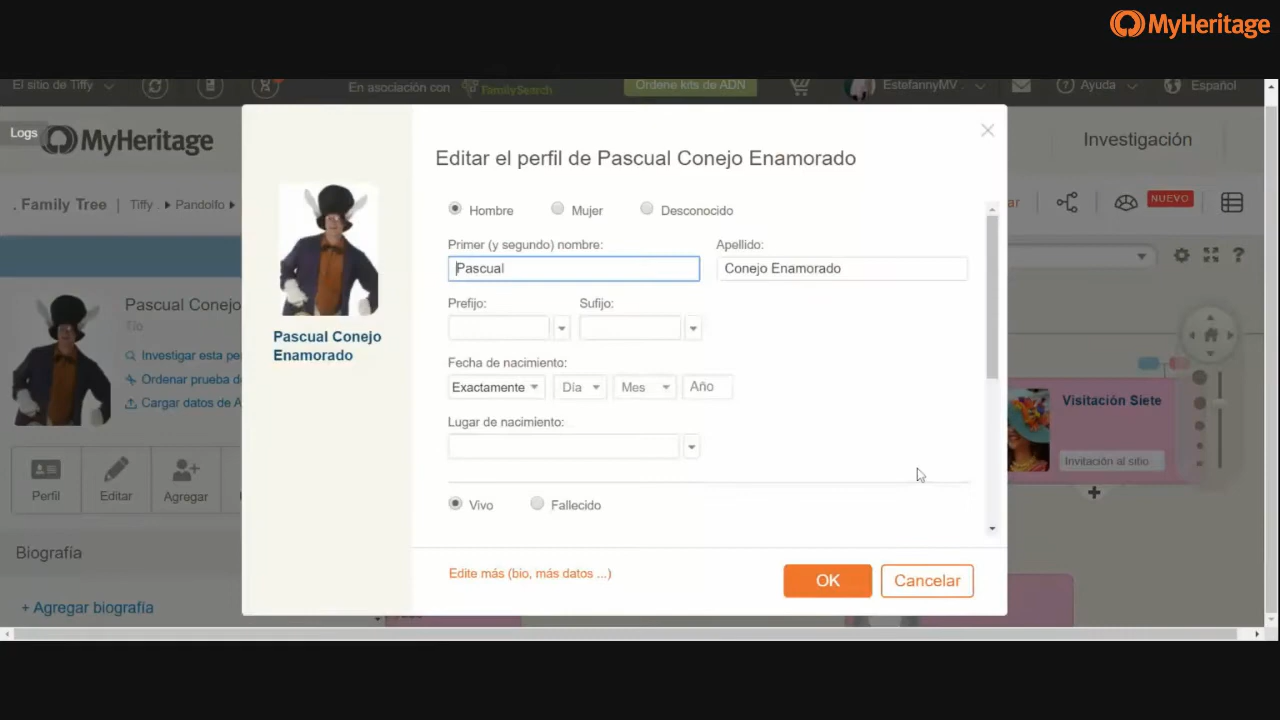 MyHeritage
El sitio de Tiffy
En asociación con FamilySearch
Ordene kits de ADN
EstefannyMV .
Ayuda
Español
Logs
MyHeritage
Investigación
. Family Tree | Tiffy . Pandolfo
NUEVO
Pascual Conejo
Tío
Investigar esta pe
Ordenar prueba d
Cargar datos de A
Perfil
Editar
Agregar
Biografía
+ Agregar biografía
Pascual Conejo
Enamorado
Editar el perfil de Pascual Conejo Enamorado
Hombre
Mujer
Desconocido
Primer (y segundo) nombre:
Apellido:
Pascual
Conejo Enamorado
Prefijo:
Sufijo:
Fecha de nacimiento:
Exactamente
Día
Mes
Año
Lugar de nacimiento:
Vivo
Fallecido
Edite más (bio, más datos ...)
OK
Cancelar
ar
Visitación Siete
Invitación al sitio